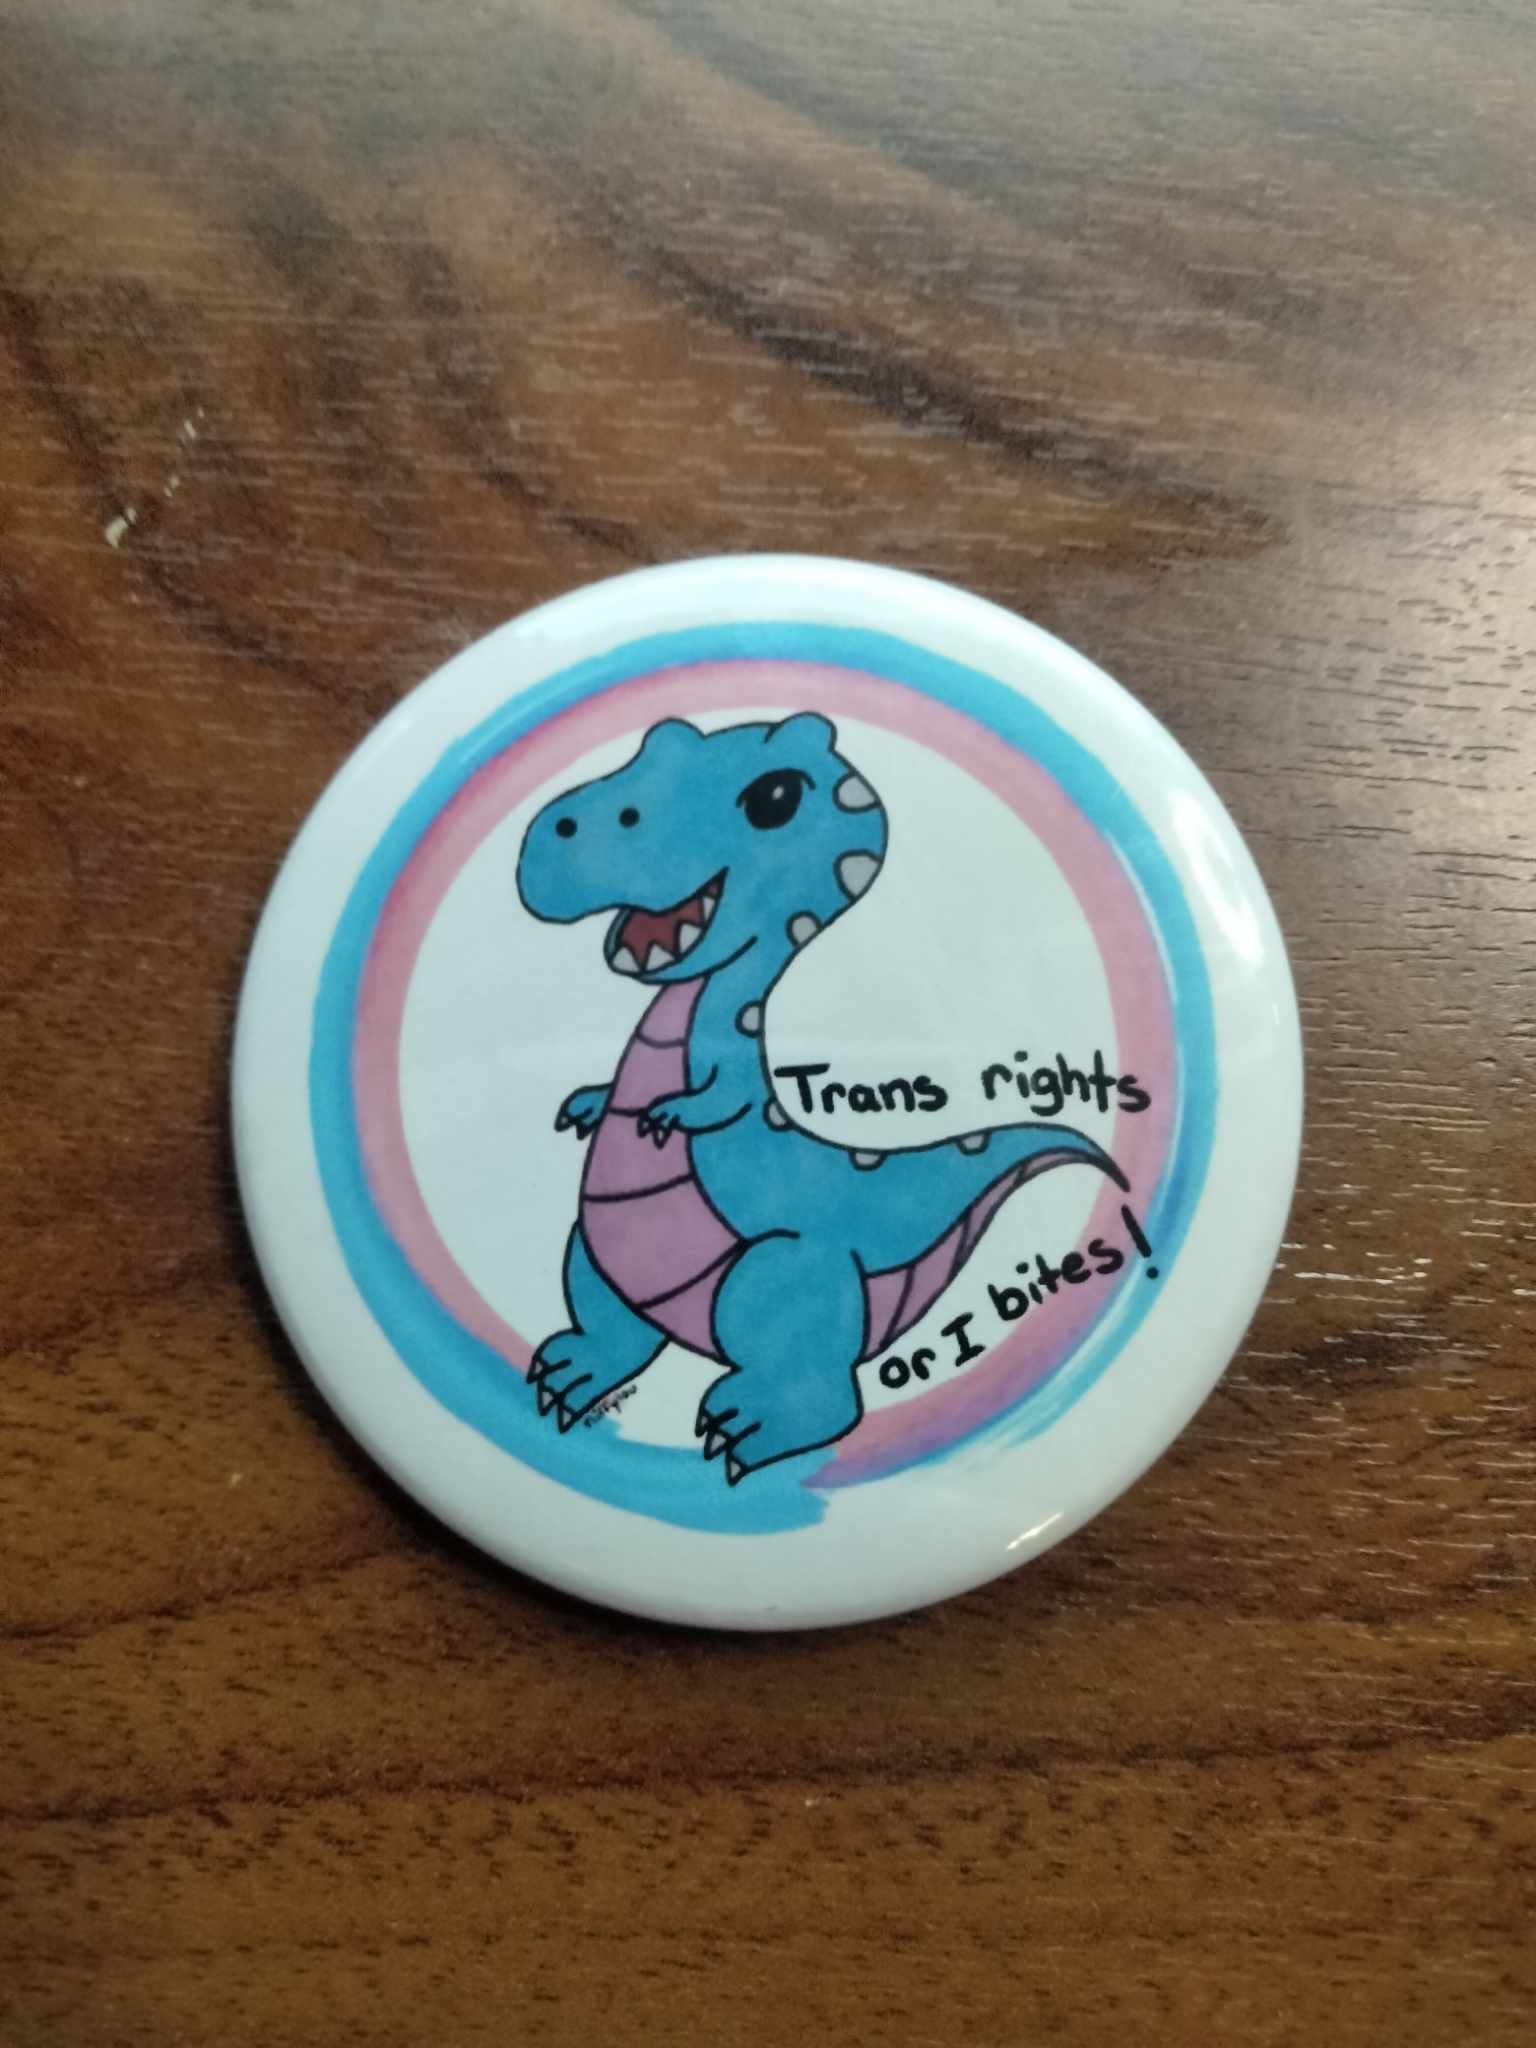 Trans rights
or I bites!